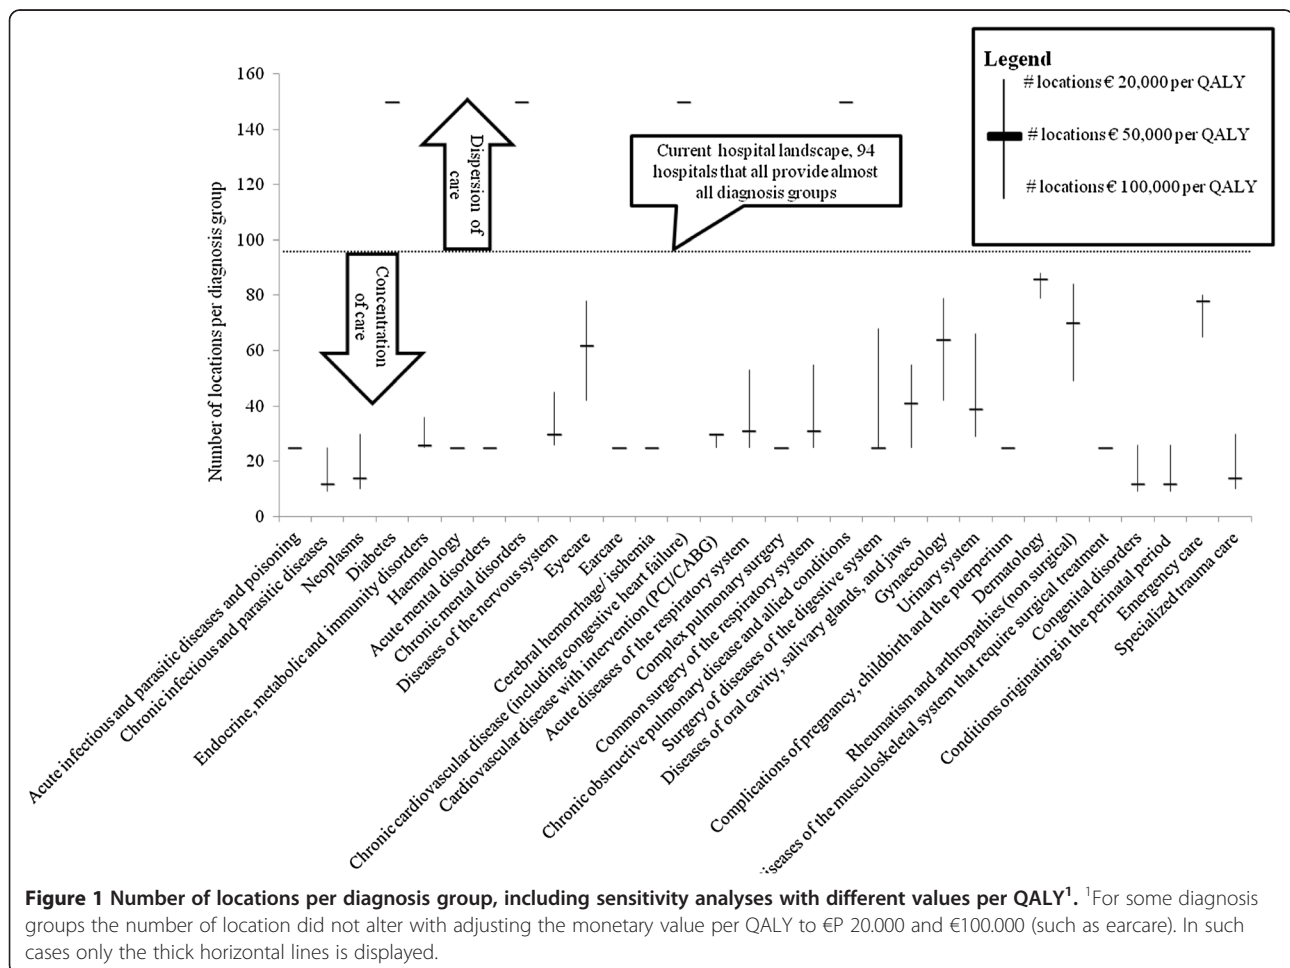 Legend
# locations € 20,000 per QALY
# locations € 50,000 per QALY
# locations € 100,000 per QALY
Number of locations per diagnosis group
160
140
120
100
80
60
40
20
0
Dispersion of
care
Concentration
of care
Current hospital landscape, 94
hospitals that all provide almost
all diagnosis groups
Acute infectious and parasitic diseases and poisoning
Chronic infectious and parasitic diseases
Neoplasms
Diabetes
Endocrine, metabolic and immunity disorders
Haematology
Acute mental disorders
Chronic mental disorders
Diseases of the nervous system
Eyecare
Earcare
Cerebral hemorrhage/ ischemia
Chronic cardiovascular disease (including congestive heart failure)
Cardiovascular disease with intervention (PCI/CABG)
Acute diseases of the respiratory system
Complex pulmonary surgery
Common surgery of the respiratory system
Chronic obstructive pulmonary disease and allied conditions
Surgery of diseases of the digestive system
Diseases of oral cavity, salivary glands, and jaws
Gynaecology
Urinary system
Complications of pregnancy, childbirth and the puerperium
Dermatology
Rheumatism and arthropathies (non surgical)
iseases of the musculoskeletal system that require surgical treatment
Congenital disorders
Conditions originating in the perinatal period
Emergency care
Specialized trauma care
Figure 1 Number of locations per diagnosis group, including sensitivity analyses with different values per QALY¹. ¹For some diagnosis
groups the number of location did not alter with adjusting the monetary value per QALY to €P 20.000 and €100.000 (such as earcare). In such
cases only the thick horizontal lines is displayed.